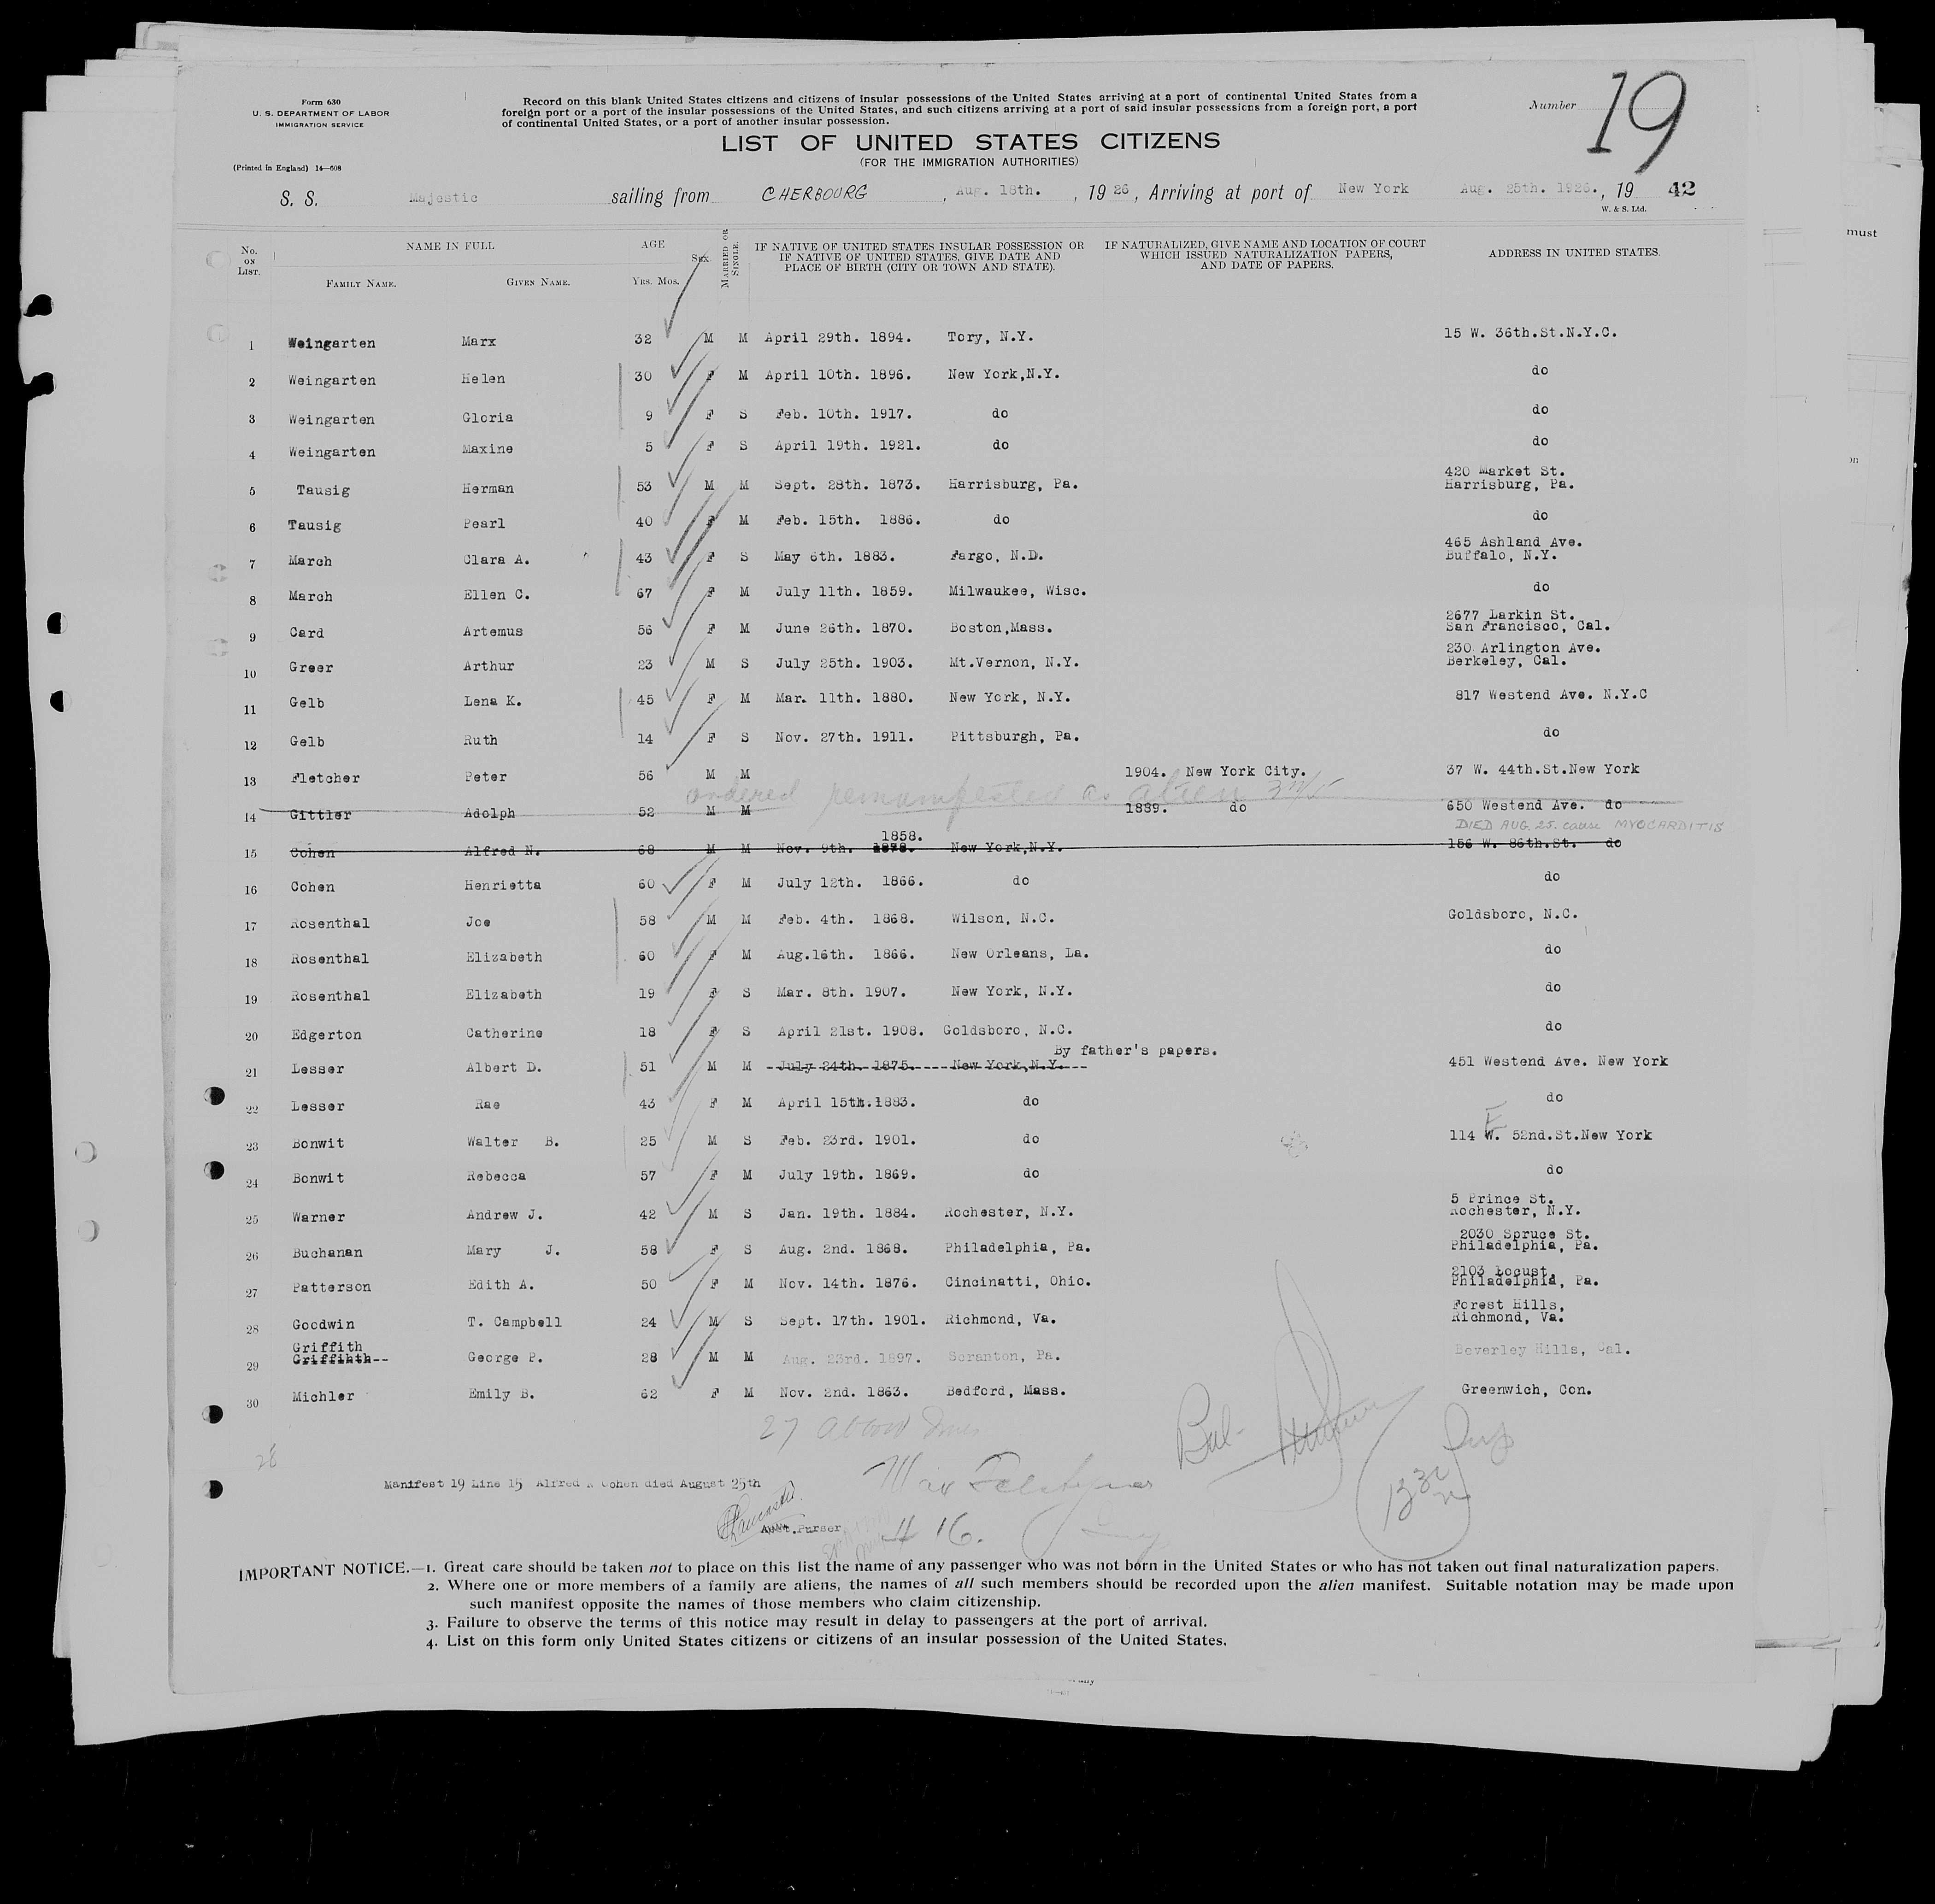 Form 630
U. S. DEPARTMENT OF LABOR
IMMIGRATION SERVICE
(Printed in England) 14—608
Record on this blank United States citizens and citizens of insular possessions of the United States arriving at a port of continental United States from a
foreign port or a port of the insular possessions of the United States, and such citizens arriving at a port of said insular possessions from a foreign port, a port
of continental United States, or a port of another insular possession.
Number 19
LIST OF UNITED STATES CITIZENS
(FOR THE IMMIGRATION AUTHORITIES)
S. S. Majestic sailing from CHERBOURG, Aug. 18th., 1926, Arriving at port of New York Aug. 25th. 1926., 19 42
W. & S. Ltd.
must
No. ON LIST.
NAME IN FULL
FAMILY NAME. GIVEN NAME.
AGE
YRS. MOS.
SEX.
MARRIED OR SINGLE.
IF NATIVE OF UNITED STATES INSULAR POSSESSION OR
IF NATIVE OF UNITED STATES, GIVE DATE AND
PLACE OF BIRTH (CITY OR TOWN AND STATE).
IF NATURALIZED, GIVE NAME AND LOCATION OF COURT
WHICH ISSUED NATURALIZATION PAPERS,
AND DATE OF PAPERS.
ADDRESS IN UNITED STATES.
1 Weingarten Marx 32 M M April 29th. 1894. Tory, N.Y. 15 W. 36th.St.N.Y.C.
2 Weingarten Helen 30 F M April 10th. 1896. New York,N.Y. do
3 Weingarten Gloria 9 F S Feb. 10th. 1917. do do
4 Weingarten Maxine 5 F S April 19th. 1921. do do
5 Tausig Herman 53 M M Sept. 28th. 1873. Harrisburg, Pa. 420 Market St.
Harrisburg, Pa.
6 Tausig Pearl 40 F M Feb. 15th. 1886. do do
7 March Clara A. 43 F S May 6th. 1883. Fargo, N.D. 465 Ashland Ave.
Buffalo, N.Y.
8 March Ellen C. 67 F M July 11th. 1859. Milwaukee, Wisc. do
9 Card Artemus 56 F M June 26th. 1870. Boston,Mass. 2677 Larkin St.
San Francisco, Cal.
10 Greer Arthur 23 M S July 25th. 1903. Mt.Vernon, N.Y. 230 Arlington Ave.
Berkeley, Cal.
11 Gelb Lena K. 45 F M Mar. 11th. 1880. New York, N.Y. 817 Westend Ave. N.Y.C
12 Gelb Ruth 14 F S Nov. 27th. 1911. Pittsburgh, Pa. do
13 Fletcher Peter 56 M M 1904. New York City. 37 W. 44th.St.New York
ordered remanifested as alien
14 Gittler Adolph 52 M M 1889. do 650 Westend Ave. do
DIED AUG. 25. cause MYOCARDITIS
1858.
15 Cohen Alfred N. 68 M M Nov. 9th. 1878. New York,N.Y. 156 W. 86th.St. do
16 Cohen Henrietta 60 F M July 12th. 1866. do do
17 Rosenthal Joe 58 M M Feb. 4th. 1868. Wilson, N.C. Goldsboro, N.C.
18 Rosenthal Elizabeth 60 F M Aug.16th. 1866. New Orleans, La. do
19 Rosenthal Elizabeth 19 F S Mar. 8th. 1907. New York, N.Y. do
20 Edgerton Catherine 18 F S April 21st. 1908. Goldsboro, N.C. do
By father's papers.
21 Lesser Albert D. 51 M M July 24th. 1875. New York,N.Y. 451 Westend Ave. New York
22 Lesser Rae 43 F M April 15th.1883. do do
23 Bonwit Walter B. 25 M S Feb. 23rd. 1901. do 114 W. E 52nd.St.New York
24 Bonwit Rebecca 57 F M July 19th. 1869. do do
25 Warner Andrew J. 42 M S Jan. 19th. 1884. Rochester, N.Y. 5 Prince St.
Rochester, N.Y.
26 Buchanan Mary J. 58 F S Aug. 2nd. 1868. Philadelphia, Pa. 2030 Spruce St.
Philadelphia, Pa.
27 Patterson Edith A. 50 F M Nov. 14th. 1876. Cincinatti, Ohio. 2103 Locust,
Philadelphia, Pa.
28 Goodwin T. Campbell 24 M S Sept. 17th. 1901. Richmond, Va. Forest Hills,
Richmond, Va.
Griffith
29 Griffihth-- George P. 28 M M Aug. 23rd. 1897. Scranton, Pa. Beverley Hills, Cal.
30 Michler Emily B. 62 F M Nov. 2nd. 1863. Bedford, Mass. Greenwich, Con.
27
28
Manifest 19 Line 15 Alfred N Cohen died August 25th
Lancaster
Asst. Purser
# 16.
IMPORTANT NOTICE.—1. Great care should be taken not to place on this list the name of any passenger who was not born in the United States or who has not taken out final naturalization papers.
2. Where one or more members of a family are aliens, the names of all such members should be recorded upon the alien manifest. Suitable notation may be made upon
such manifest opposite the names of those members who claim citizenship.
3. Failure to observe the terms of this notice may result in delay to passengers at the port of arrival.
4. List on this form only United States citizens or citizens of an insular possession of the United States.